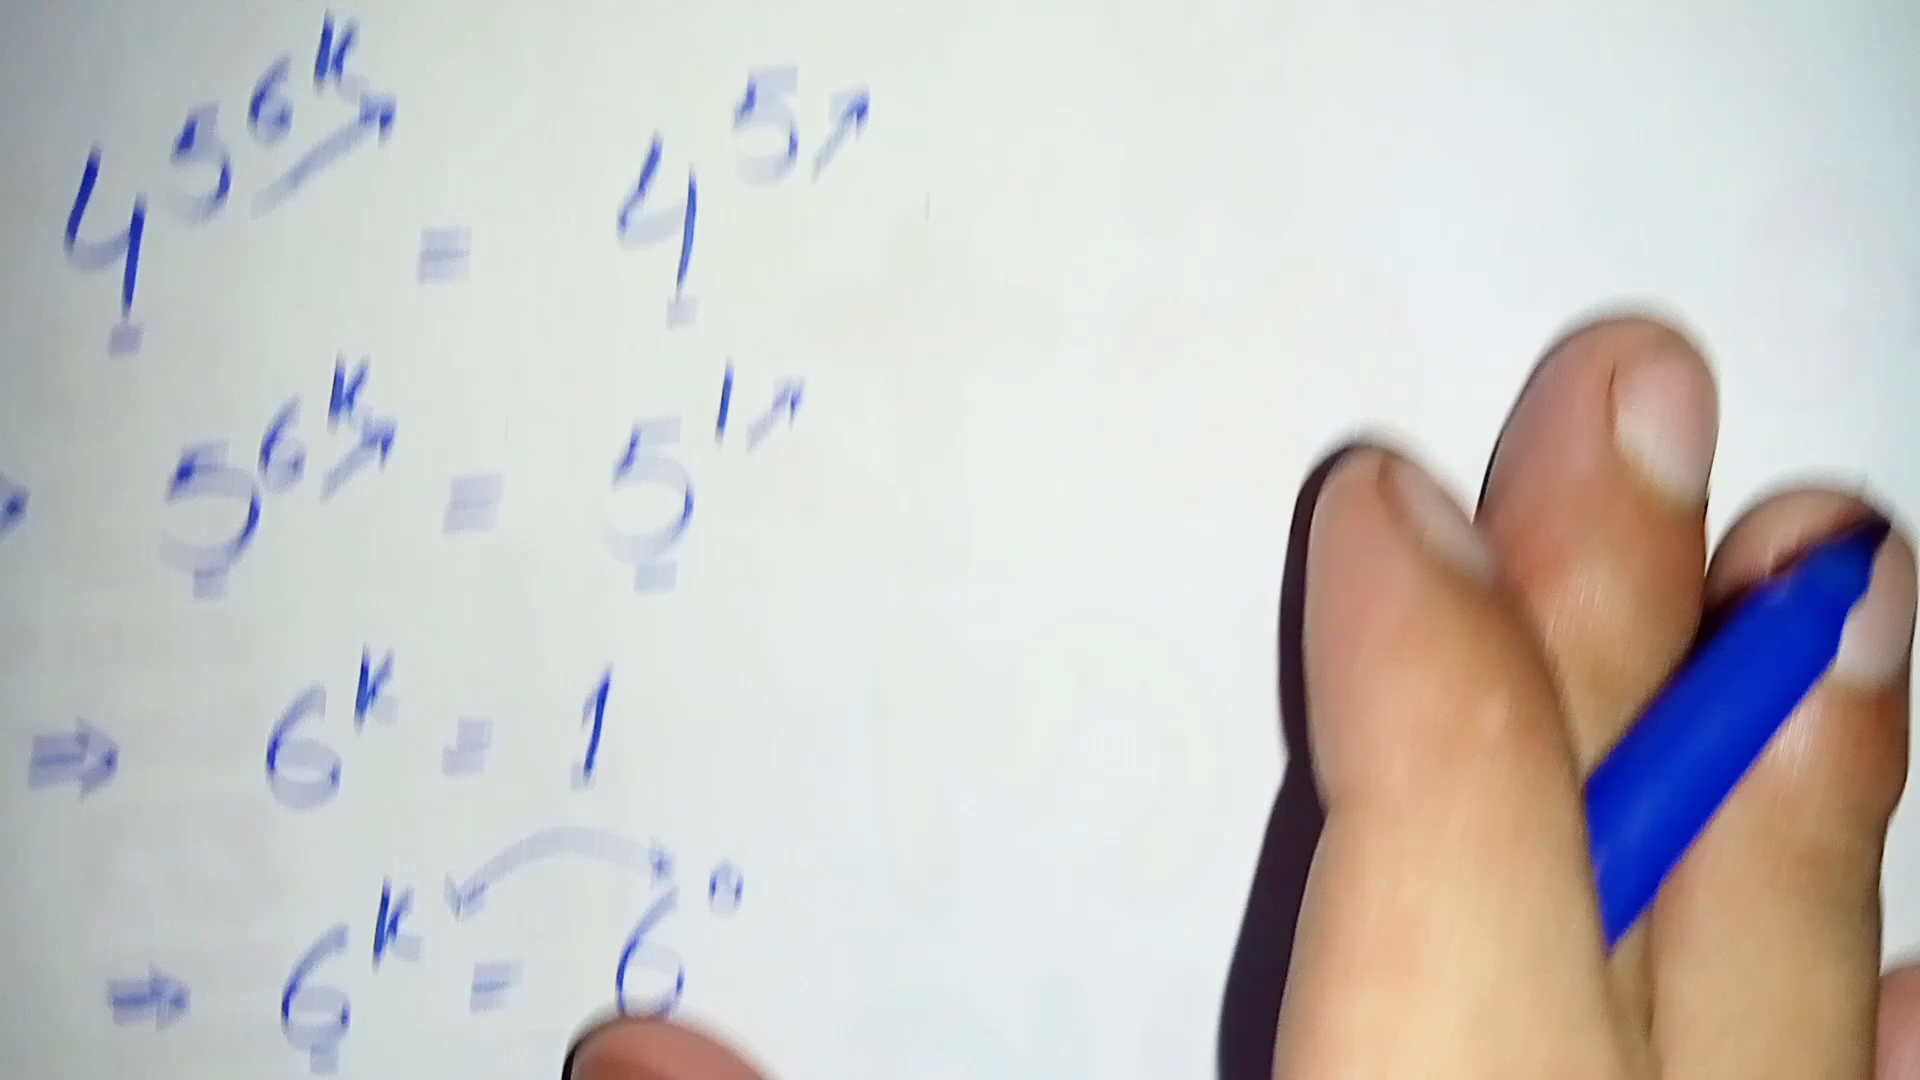 4^{5^{6^k}} = 4^5
⇒ 5^{6^k} = 5^1
⇒ 6^k = 1
⇒ 6^k = 6^0